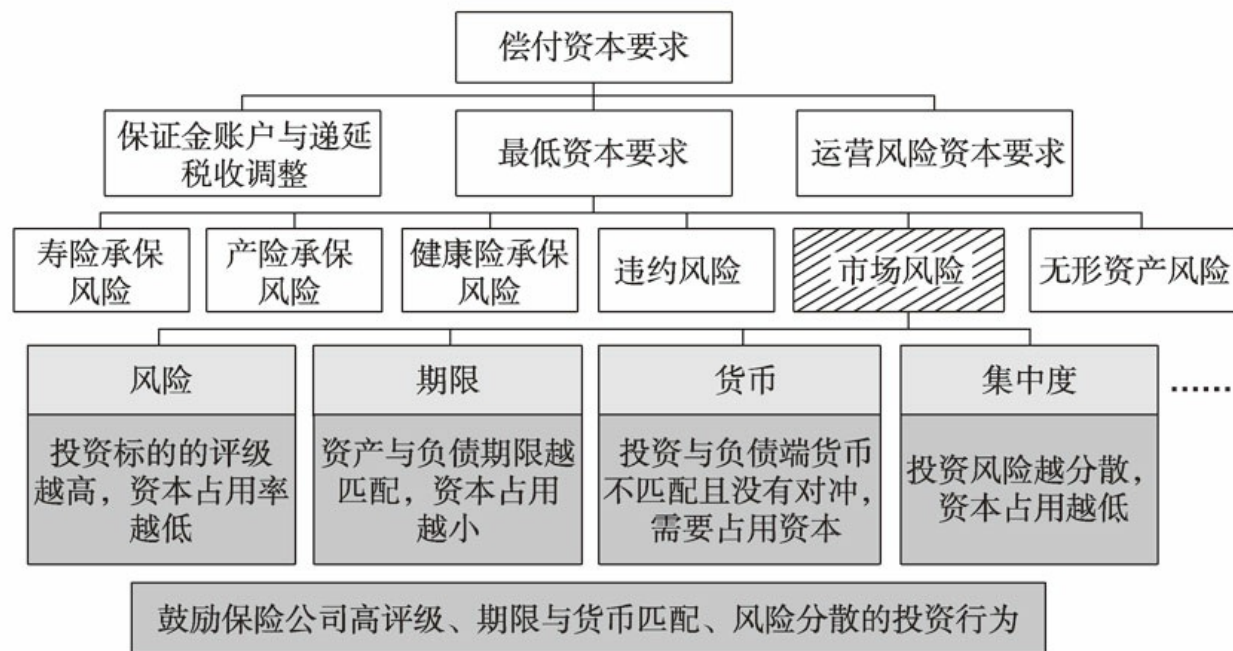 偿付资本要求
保证金账户与递延
税收调整
最低资本要求
运营风险资本要求
寿险承保
风险
产险承保
风险
健康险承保
风险
违约风险
市场风险
无形资产风险
风险
期限
货币
集中度
……
投资标的的评级
越高，资本占用率
越低
资产与负债期限越
匹配，资本占用
越小
投资与负债端货币
不匹配且没有对冲，
需要占用资本
投资风险越分散，
资本占用越低
鼓励保险公司高评级、期限与货币匹配、风险分散的投资行为